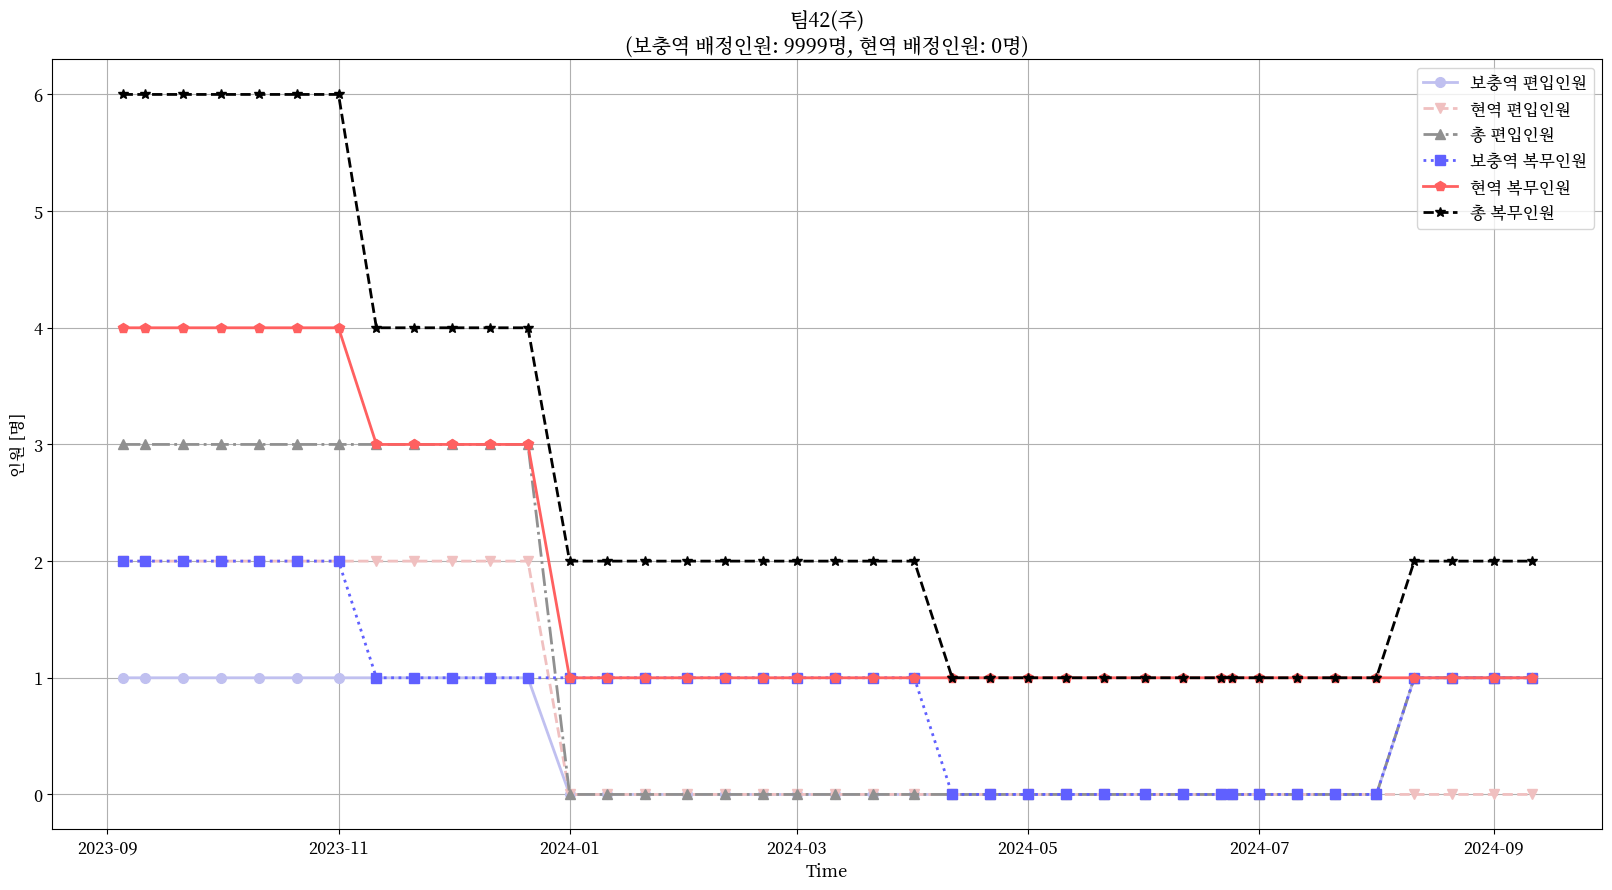 팀42(주)
(보충역 배정인원: 9999명, 현역 배정인원: 0명)
보충역 편입인원
현역 편입인원
총 편입인원
보충역 복무인원
현역 복무인원
총 복무인원
인원 [명]
6
5
4
3
2
1
0
2023-09
2023-11
2024-01
2024-03
2024-05
2024-07
2024-09
Time